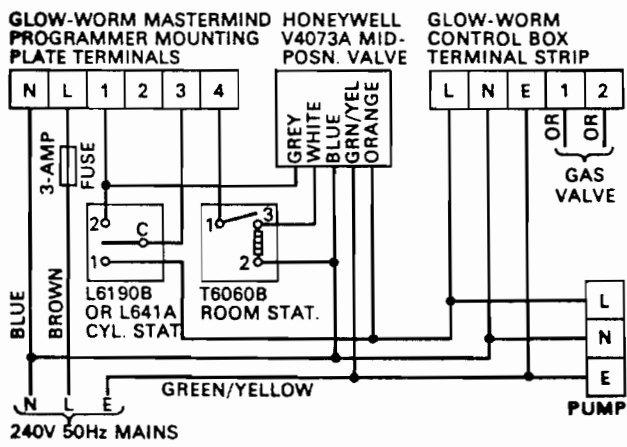 GLOW-WORM MASTERMIND
PROGRAMMER MOUNTING
PLATE TERMINALS
HONEYWELL
V4073A MID-
POSN. VALVE
GLOW-WORM
CONTROL BOX
TERMINAL STRIP
N L 1 2 3 4
L N E 1 2
3-AMP
FUSE
GREY
WHITE
BLUE
GRN/YEL
ORANGE
OR
OR
GAS
VALVE
2
C
1
1
3
2
L6190B
OR L641A
CYL. STAT.
T6060B
ROOM STAT.
BLUE
BROWN
L
N
E
PUMP
GREEN/YELLOW
N L E
240V 50Hz MAINS